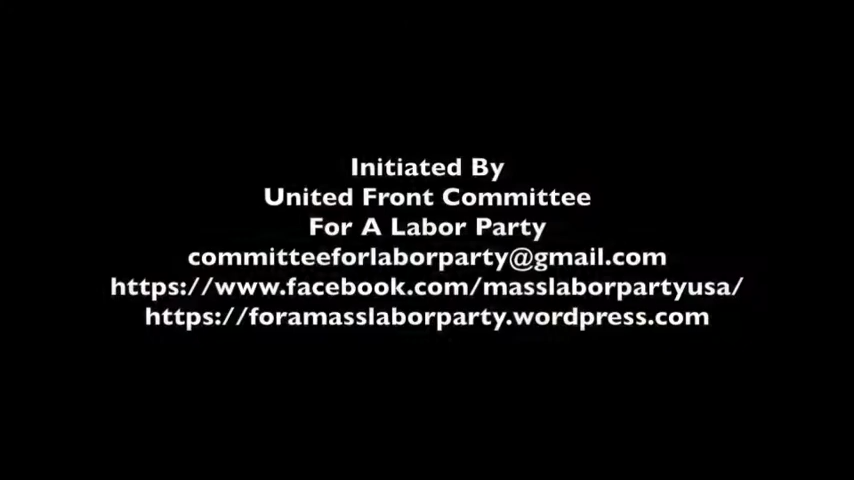 Initiated By
United Front Committee
For A Labor Party
committeeforlaborparty@gmail.com
https://www.facebook.com/masslaborpartyusa/
https://foramasslaborparty.wordpress.com